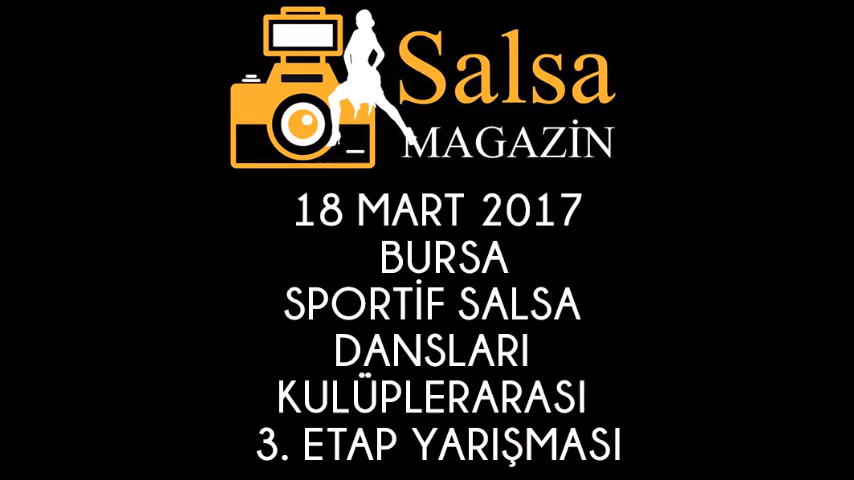 Salsa
MAGAZİN
18 MART 2017
BURSA
SPORTİF SALSA
DANSLARI
KULÜPLERARASI
3. ETAP YARIŞMASI